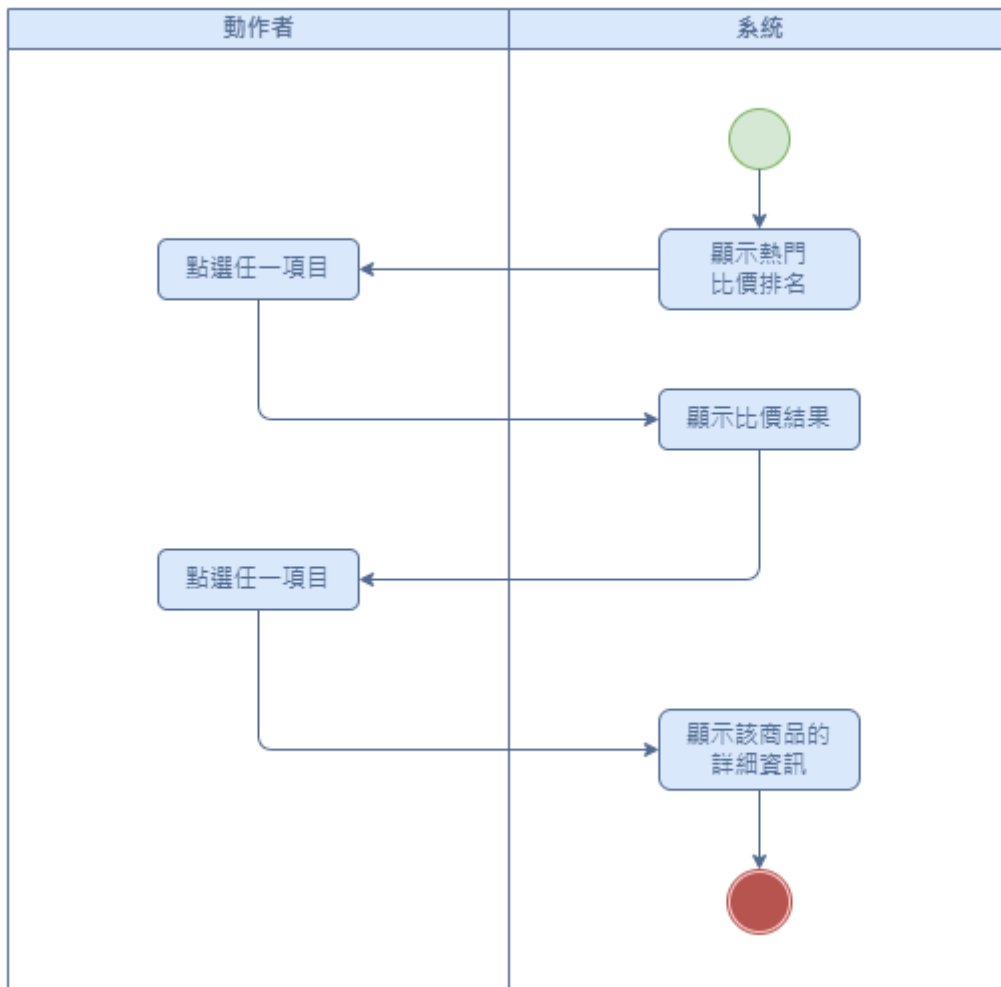 動作者
系統
顯示熱門
比價排名
點選任一項目
顯示比價結果
點選任一項目
顯示該商品的
詳細資訊